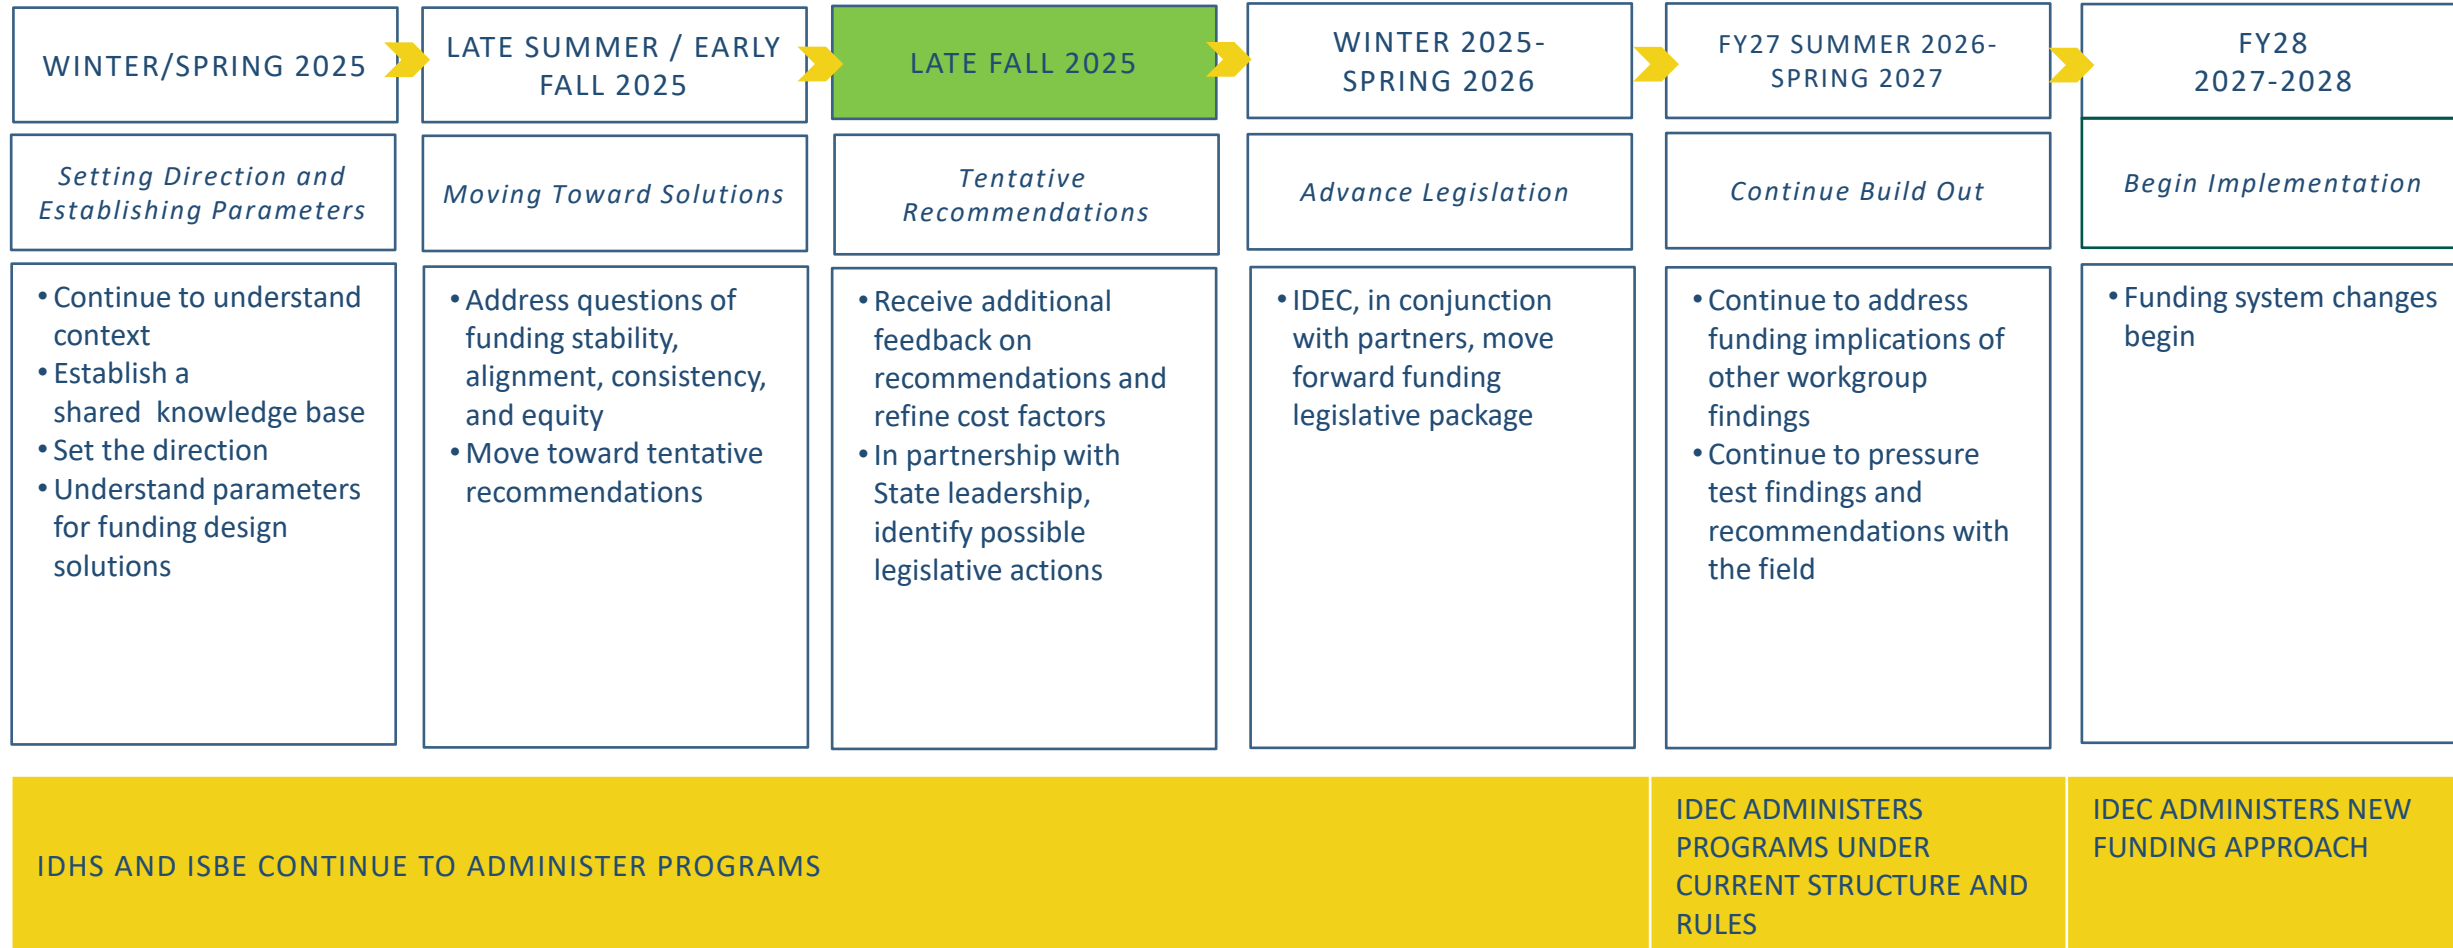 WINTER/SPRING 2025
LATE SUMMER / EARLY
FALL 2025
LATE FALL 2025
WINTER 2025-
SPRING 2026
FY27 SUMMER 2026-
SPRING 2027
FY28
2027-2028
Setting Direction and
Establishing Parameters
Moving Toward Solutions
Tentative
Recommendations
Advance Legislation
Continue Build Out
Begin Implementation
• Continue to understand
context
• Establish a
shared knowledge base
• Set the direction
• Understand parameters
for funding design
solutions
• Address questions of
funding stability,
alignment, consistency,
and equity
• Move toward tentative
recommendations
• Receive additional
feedback on
recommendations and
refine cost factors
• In partnership with
State leadership,
identify possible
legislative actions
• IDEC, in conjunction
with partners, move
forward funding
legislative package
• Continue to address
funding implications of
other workgroup
findings
• Continue to pressure
test findings and
recommendations with
the field
• Funding system changes
begin
IDHS AND ISBE CONTINUE TO ADMINISTER PROGRAMS
IDEC ADMINISTERS
PROGRAMS UNDER
CURRENT STRUCTURE AND
RULES
IDEC ADMINISTERS NEW
FUNDING APPROACH